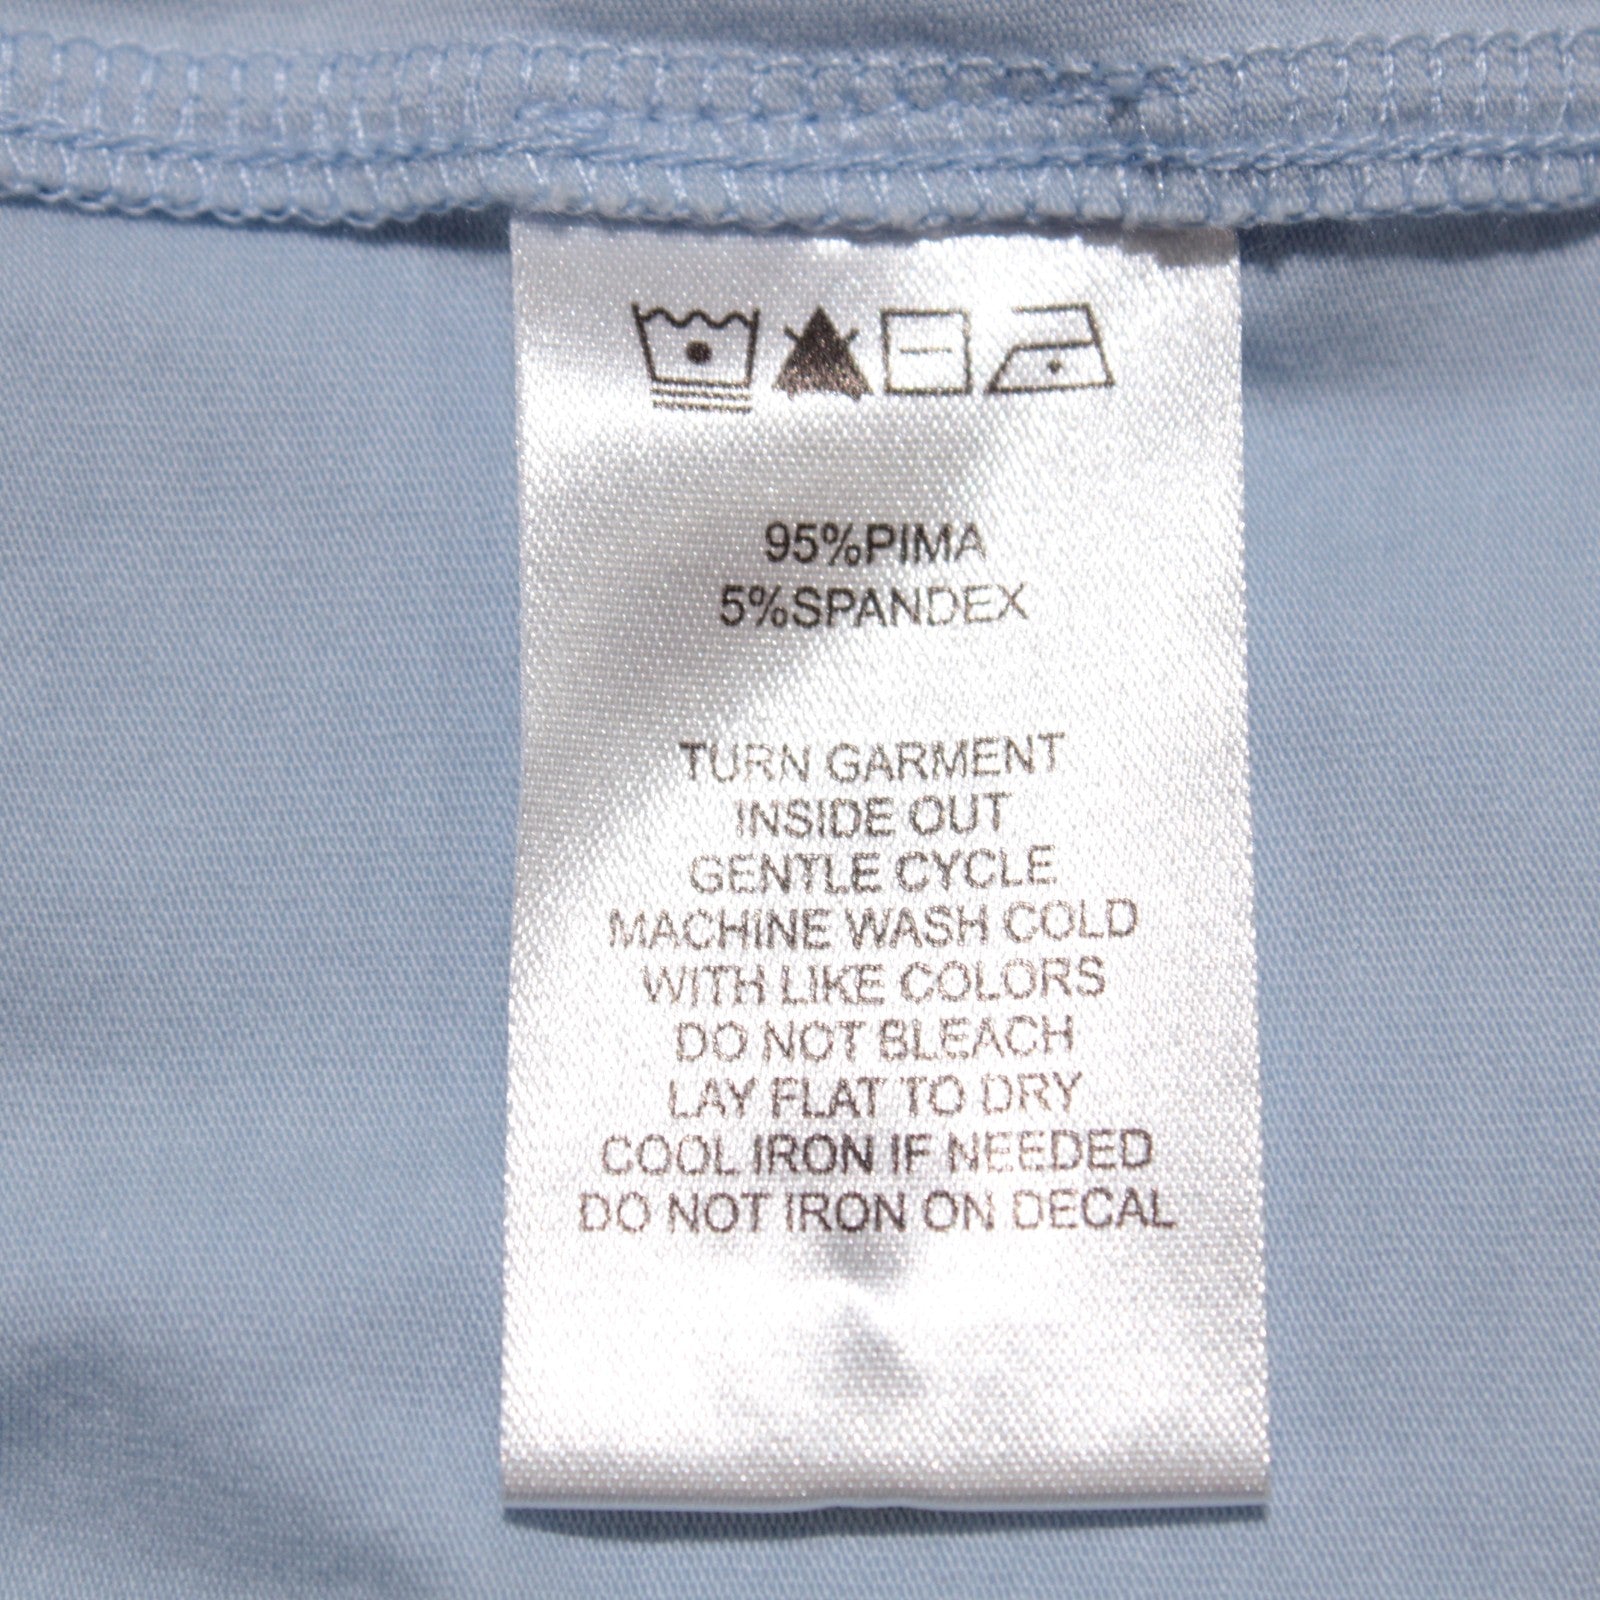 95%PIMA
5%SPANDEX
TURN GARMENT
INSIDE OUT
GENTLE CYCLE
MACHINE WASH COLD
WITH LIKE COLORS
DO NOT BLEACH
LAY FLAT TO DRY
COOL IRON IF NEEDED
DO NOT IRON ON DECAL